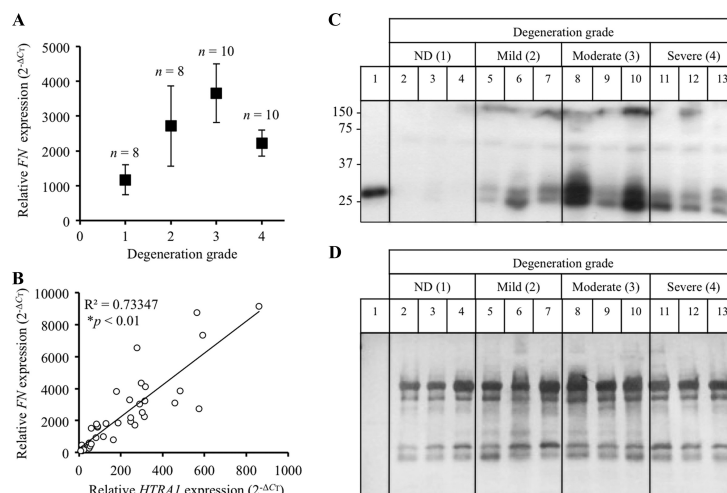 A
Relative FN expression (2^-ΔCT)
5000
4000
3000
2000
1000
0
n = 8
n = 8
n = 10
n = 10
0 1 2 3 4
Degeneration grade
B
Relative FN expression (2^-ΔCT)
R² = 0.73347
*p < 0.01
10000
8000
6000
4000
2000
0
0 200 400 600 800 1000
Relative HTRA1 expression (2^-ΔCT)
C
Degeneration grade
ND (1) Mild (2) Moderate (3) Severe (4)
1 2 3 4 5 6 7 8 9 10 11 12 13
150
75
37
25
D
Degeneration grade
ND (1) Mild (2) Moderate (3) Severe (4)
1 2 3 4 5 6 7 8 9 10 11 12 13